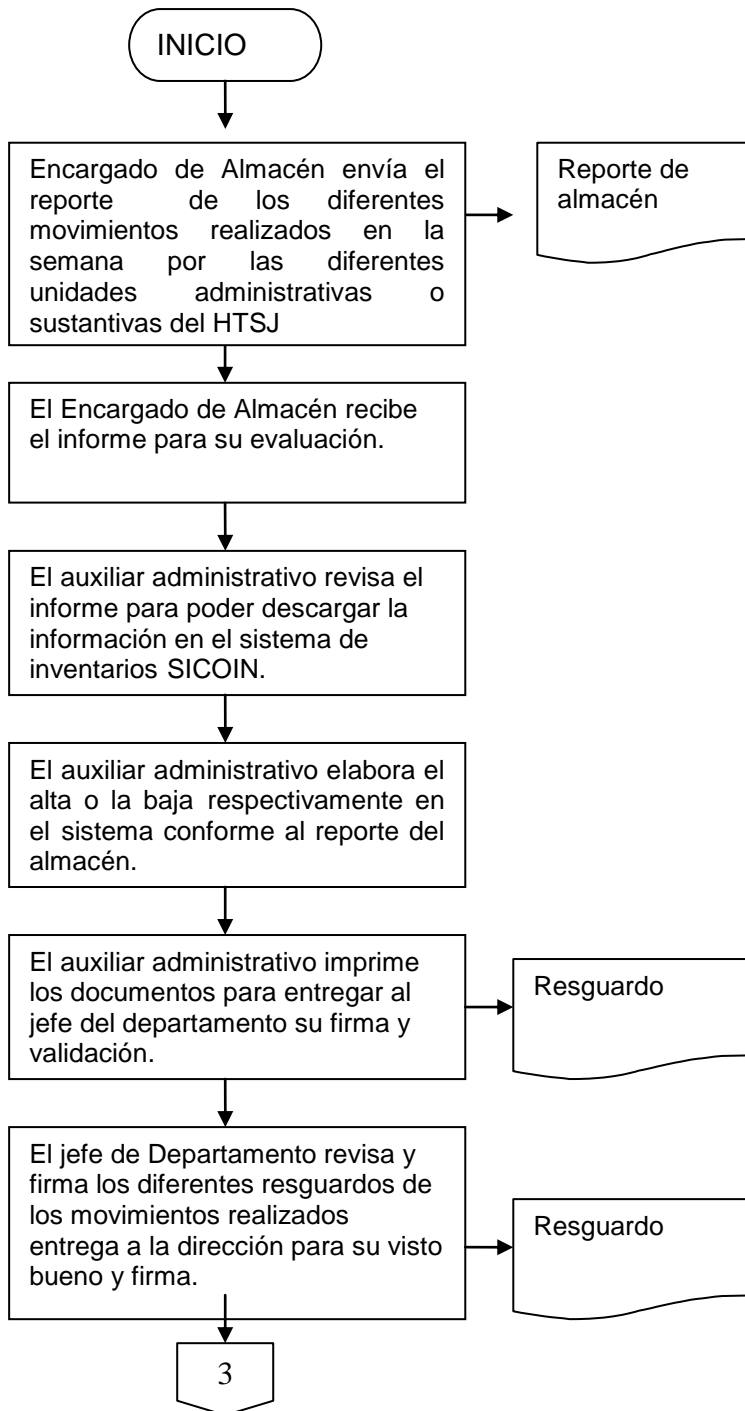 INICIO
Encargado de Almacén envía el
reporte de los diferentes
movimientos realizados en la
semana por las diferentes
unidades administrativas o
sustantivas del HTSJ
Reporte de
almacén
El Encargado de Almacén recibe
el informe para su evaluación.
El auxiliar administrativo revisa el
informe para poder descargar la
información en el sistema de
inventarios SICOIN.
El auxiliar administrativo elabora el
alta o la baja respectivamente en
el sistema conforme al reporte del
almacén.
El auxiliar administrativo imprime
los documentos para entregar al
jefe del departamento su firma y
validación.
Resguardo
El jefe de Departamento revisa y
firma los diferentes resguardos de
los movimientos realizados
entrega a la dirección para su visto
bueno y firma.
Resguardo
3